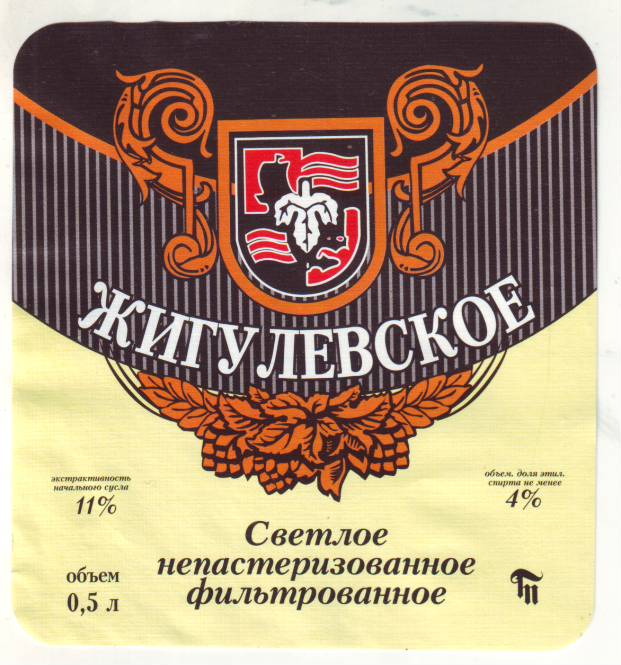 ЖИГУЛЕВСКОЕ
экстрактивность
начального сусла
11%
объем. доля этил.
спирта не менее
4%
Светлое
непастеризованное
фильтрованное
объем
0,5 л